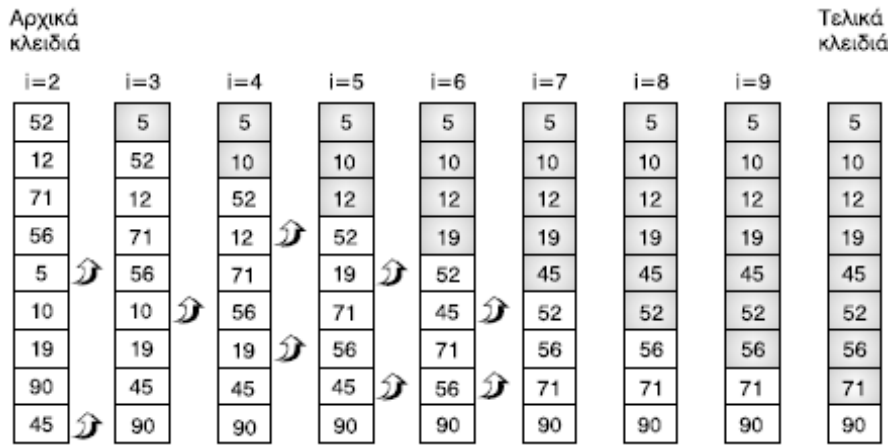 Αρχικά Τελικά
κλειδιά κλειδιά
i=2 i=3 i=4 i=5 i=6 i=7 i=8 i=9
52 5 5 5 5 5 5 5 5
12 52 10 10 10 10 10 10 10
71 12 52 12 12 12 12 12 12
56 71 12 52 19 19 19 19 19
5 56 71 19 52 45 45 45 45
10 10 56 71 45 52 52 52 52
19 19 19 56 71 56 56 56 56
90 45 45 45 56 71 71 71 71
45 90 90 90 90 90 90 90 90